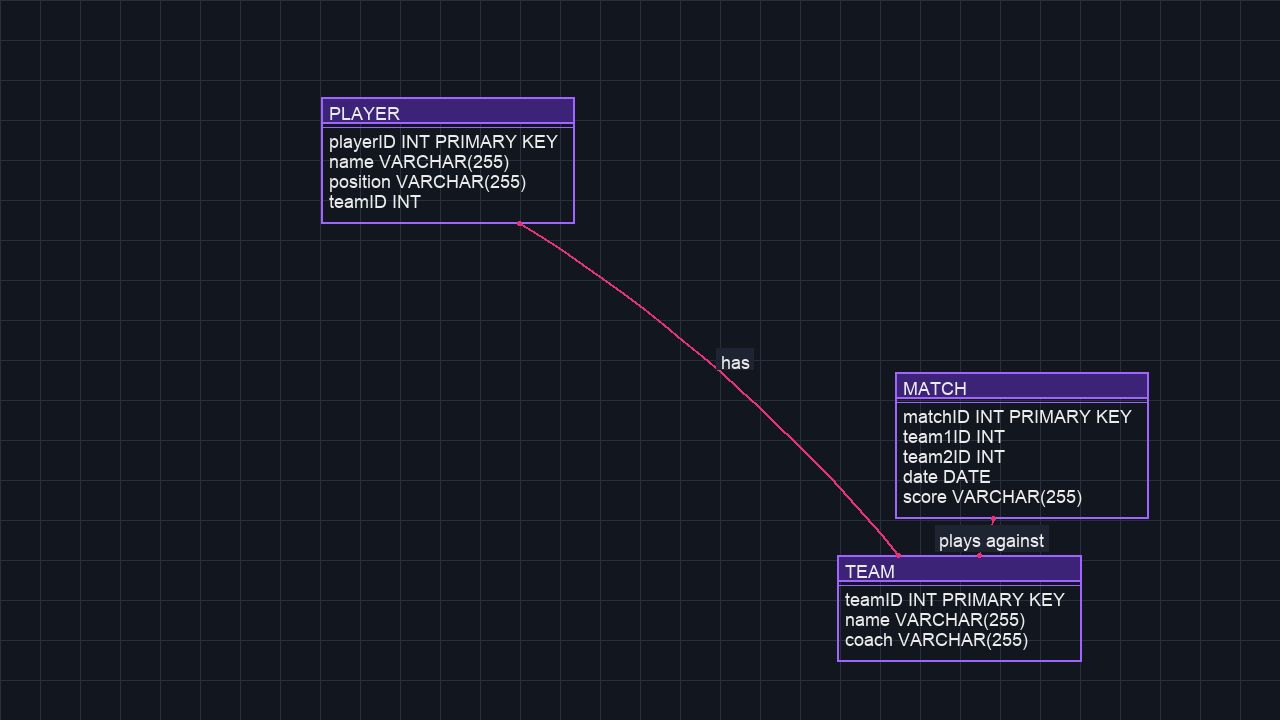 PLAYER
playerID INT PRIMARY KEY
name VARCHAR(255)
position VARCHAR(255)
teamID INT
has
MATCH
matchID INT PRIMARY KEY
team1ID INT
team2ID INT
date DATE
score VARCHAR(255)
plays against
TEAM
teamID INT PRIMARY KEY
name VARCHAR(255)
coach VARCHAR(255)